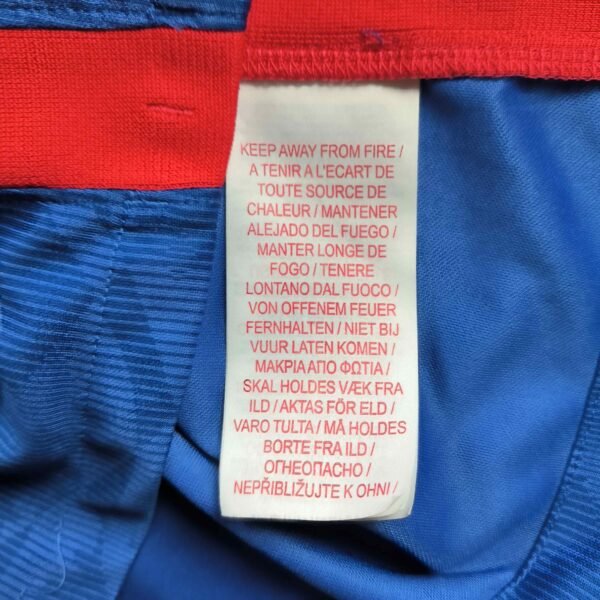 KEEP AWAY FROM FIRE /
A TENIR A L'ECART DE
TOUTE SOURCE DE
CHALEUR / MANTENER
ALEJADO DEL FUEGO /
MANTER LONGE DE
FOGO / TENERE
LONTANO DAL FUOCO /
VON OFFENEM FEUER
FERNHALTEN / NIET BIJ
VUUR LATEN KOMEN /
ΜΑΚΡΙΑ ΑΠΟ ΦΩΤΙΑ /
SKAL HOLDES VÆK FRA
ILD / AKTAS FÖR ELD /
VARO TULTA / MÅ HOLDES
BORTE FRA ILD /
ОГНЕОПАСНО /
NEPŘIBLIŽUJTE K OHNI /